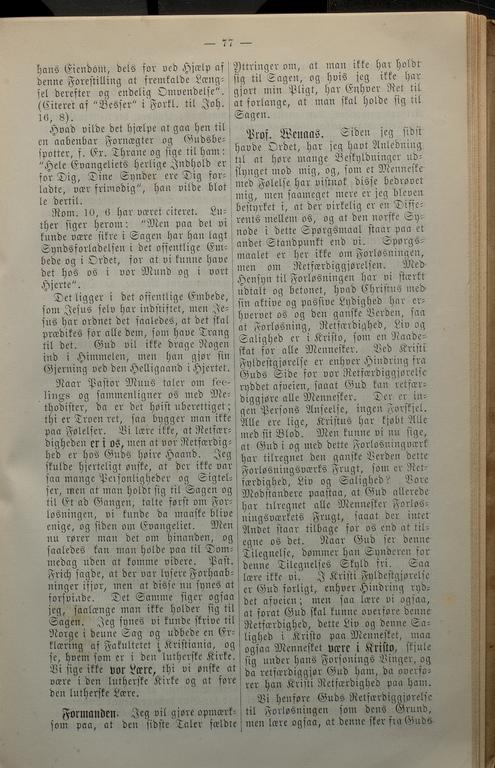 — 77 —
hans Eiendom, dels for ved Hjælp af
denne Forestilling at fremkalde Læng-
sel derefter og endelig Omvendelse".
(Citeret af "Besser" i Forkl. til Joh.
16, 8).
Hvad vilde det hjælpe at gaa hen til
en aabenbar Fornægter og Gudsbe-
spotter, f. Ex. Thrane og sige til ham:
"Hele Evangeliets herlige Indhold er
for Dig, Dine Synder ere Dig for-
ladte, vær frimodig", han vilde blot
le dertil.
Rom. 10, 6 har været citeret. Lu-
ther siger herom: "Men paa det vi
kunde være sikre i Sagen har han lagt
Syndsforladelsen i det offentlige Em-
bede og i Ordet, for at vi kunne have
det hos os i vor Mund og i vort
Hjerte".
Det ligger i det offentlige Embede,
som Jesus selv har indstiftet, men Je-
sus har ordnet det saaledes, at det skal
prædikes for alle dem, som have Trang
til det. Gud vil ikke drage Nogen
ind i Himmelen, men han gjør sin
Gjerning ved den Helligaand i Hjertet.
Naar Pastor Muus taler om fee-
lings og sammenligner os med Me-
thodister, da er det høist uberettiget;
thi er Troen ret, saa bygger man ikke
paa Følelser. Vi lære ikke, at Retfær-
digheden er i os, men at vor Retfærdig-
hed er hos Guds høire Haand. Jeg
skulde hjerteligt ønske, at der ikke var
saa mange Personligheder og Sigtel-
ser, men at man holdt sig til Sagen og
til Et ad Gangen, talte først om For-
løsningen, vi kunde da maaske blive
enige, og siden om Evangeliet. Men
nu rører man det om hinanden, og
saaledes kan man holde paa til Dom-
medag uden at komme videre. Past.
Frich sagde, at der var lysere Forhaab-
ninger ifjor, men at disse nu synes at
forsvinde. Det Samme siger ogsaa
jeg, saalænge man ikke holder sig til
Sagen. Jeg synes vi kunde skrive til
Norge i denne Sag og udbede en Er-
klæring af Fakultetet i Kristiania, og
se, hvem som er i den lutherske Kirke.
Vi sige ikke vor Lære, thi vi ønske at
være i den lutherske Kirke og at føre
den lutherske Lære.
Formanden. Jeg vil gjøre opmærk-
som paa, at den sidste Taler fældte
Yttringer om, at man ikke har holdt
sig til Sagen, og hvis jeg ikke har
gjort min Pligt, har Enhver Ret til
at forlange, at man skal holde sig til
Sagen.
Prof. Wenaas. Siden jeg sidst
havde Ordet, har jeg havt Anledning
til at høre mange Beskyldninger ud-
slynget mod mig, og, som et Menneske
med Følelse har vistnok disse bedrøvet
mig, men saameget mere er jeg bleven
bestyrket i, at der virkelig er en Diffe-
rents mellem os, og at den norske Sy-
node i dette Spørgsmaal staar paa et
andet Standpunkt end vi. Spørgs-
maalet er her ikke om Forløsningen,
men om Retfærdiggjørelsen. Med
Hensyn til Forløsningen har vi stærkt
udtalt og betonet, hvad Christus med
sin aktive og passive Lydighed har er-
hvervet os og den ganske Verden, saa
at Forløsning, Retfærdighed, Liv og
Salighed er i Kristo, som en Naade-
skat for alle Mennesker. Ved Kristi
Fyldestgjørelse er enhver Hindring fra
Guds Side for vor Retfærdiggjørelse
ryddet afveien, saaat Gud kan retfær-
diggjøre alle Mennesker. Der er in-
gen Persons Anseelse, ingen Forskjel.
Alle ere lige, Kristus har kjøbt Alle
med sit Blod. Men kunne vi nu sige,
at Gud i og med dette Forløsningsværk
har tilregnet den ganske Verden dette
Forløsningsværks Frugt, som er Ret-
færdighed, Liv og Salighed? Vore
Modstandere paastaa, at Gud allerede
har tilregnet alle Mennesker Forløs-
ningsværkets Frugt, saaat der intet
Andet staar tilbage for os end at til-
egne os det. Naar Gud ser denne
Tilegnelse, dømmer han Synderen for
denne Tilegnelses Skyld fri. Saa
lære ikke vi. I Kristi Fyldestgjørelse
er Gud forligt, enhver Hindring ryd-
det afveien; men saa lære vi ogsaa,
at forat Gud skal kunne overføre denne
Retfærdighed, dette Liv og denne Sa-
lighed i Kristo paa Mennesket, maa
ogsaa Mennesket være i Kristo, skjule
sig under hans Forsonings Vinger, og
da retfærdiggjør Gud ham, da overfø-
rer han Kristi Retfærdighed paa ham.
Vi henføre Guds Retfærdiggjørelse
til Forløsningen som dens Grund,
men lære ogsaa, at denne sker fra Guds